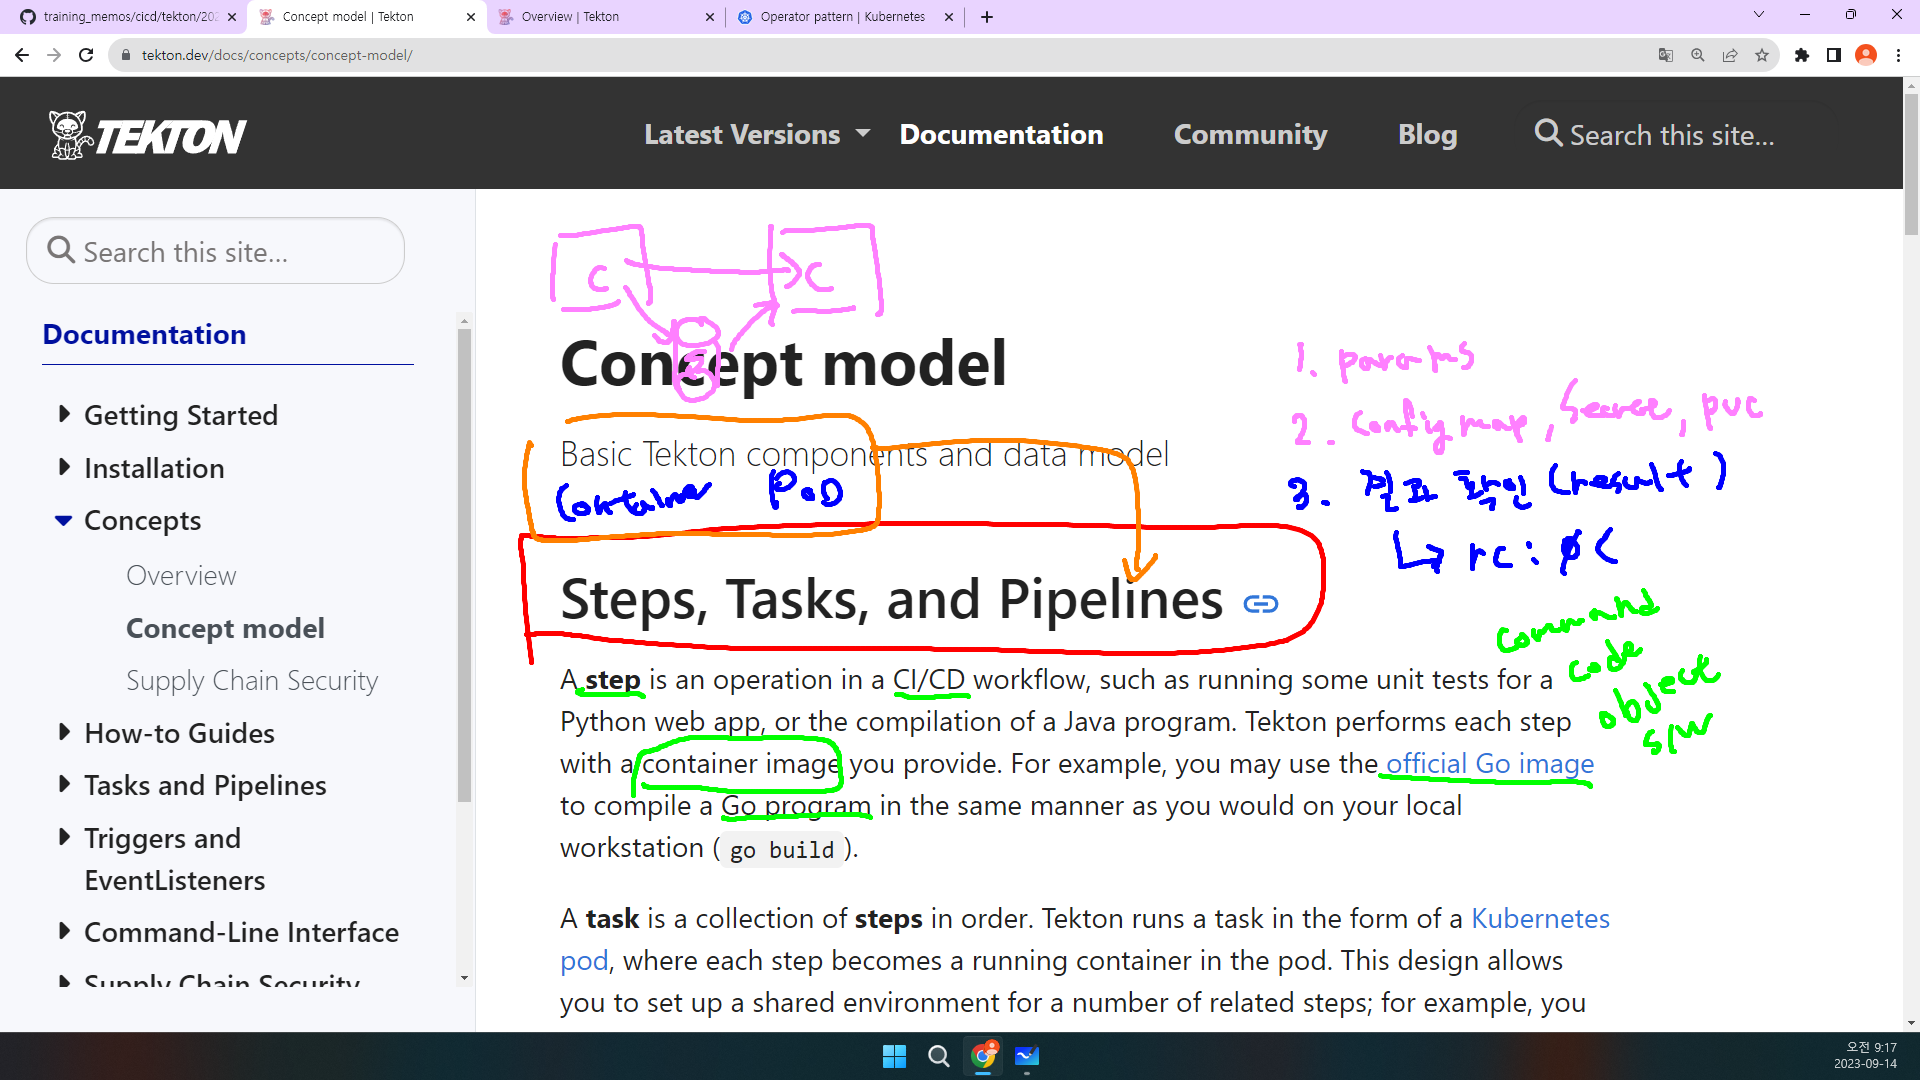 training_memos/cicd/tekton/202
Concept model | Tekton
Overview | Tekton
Operator pattern | Kubernetes
tekton.dev/docs/concepts/concept-model/
TEKTON
Latest Versions
Documentation
Community
Blog
Search this site...
Search this site...
Documentation
Getting Started
Installation
Concepts
Overview
Concept model
Supply Chain Security
How-to Guides
Tasks and Pipelines
Triggers and
EventListeners
Command-Line Interface
Supply Chain Security
C C
Concept model
Basic Tekton components and data model
Container POD
1. params
2. Configmap, Secret, pvc
3. 결과 확인 (result)
rc: 0
Steps, Tasks, and Pipelines
command
code
object
s/w
A step is an operation in a CI/CD workflow, such as running some unit tests for a
Python web app, or the compilation of a Java program. Tekton performs each step
with a container image you provide. For example, you may use the official Go image
to compile a Go program in the same manner as you would on your local
workstation ( go build ).
A task is a collection of steps in order. Tekton runs a task in the form of a Kubernetes
pod, where each step becomes a running container in the pod. This design allows
you to set up a shared environment for a number of related steps; for example, you
오전 9:17
2023-09-14